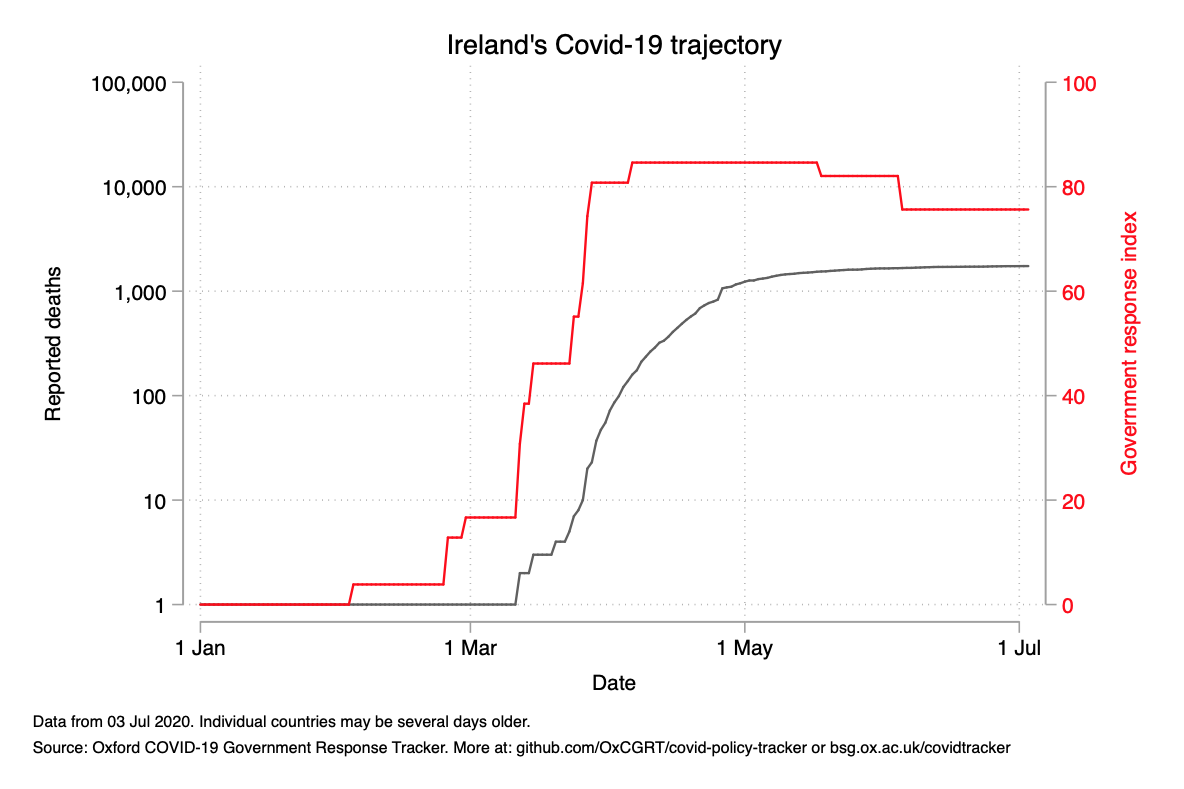 Ireland's Covid-19 trajectory
100,000
10,000
1,000
100
10
1
Reported deaths
100
80
60
40
20
0
Government response index
1 Jan
1 Mar
1 May
1 Jul
Date
Data from 03 Jul 2020. Individual countries may be several days older.
Source: Oxford COVID-19 Government Response Tracker. More at: github.com/OxCGRT/covid-policy-tracker or bsg.ox.ac.uk/covidtracker